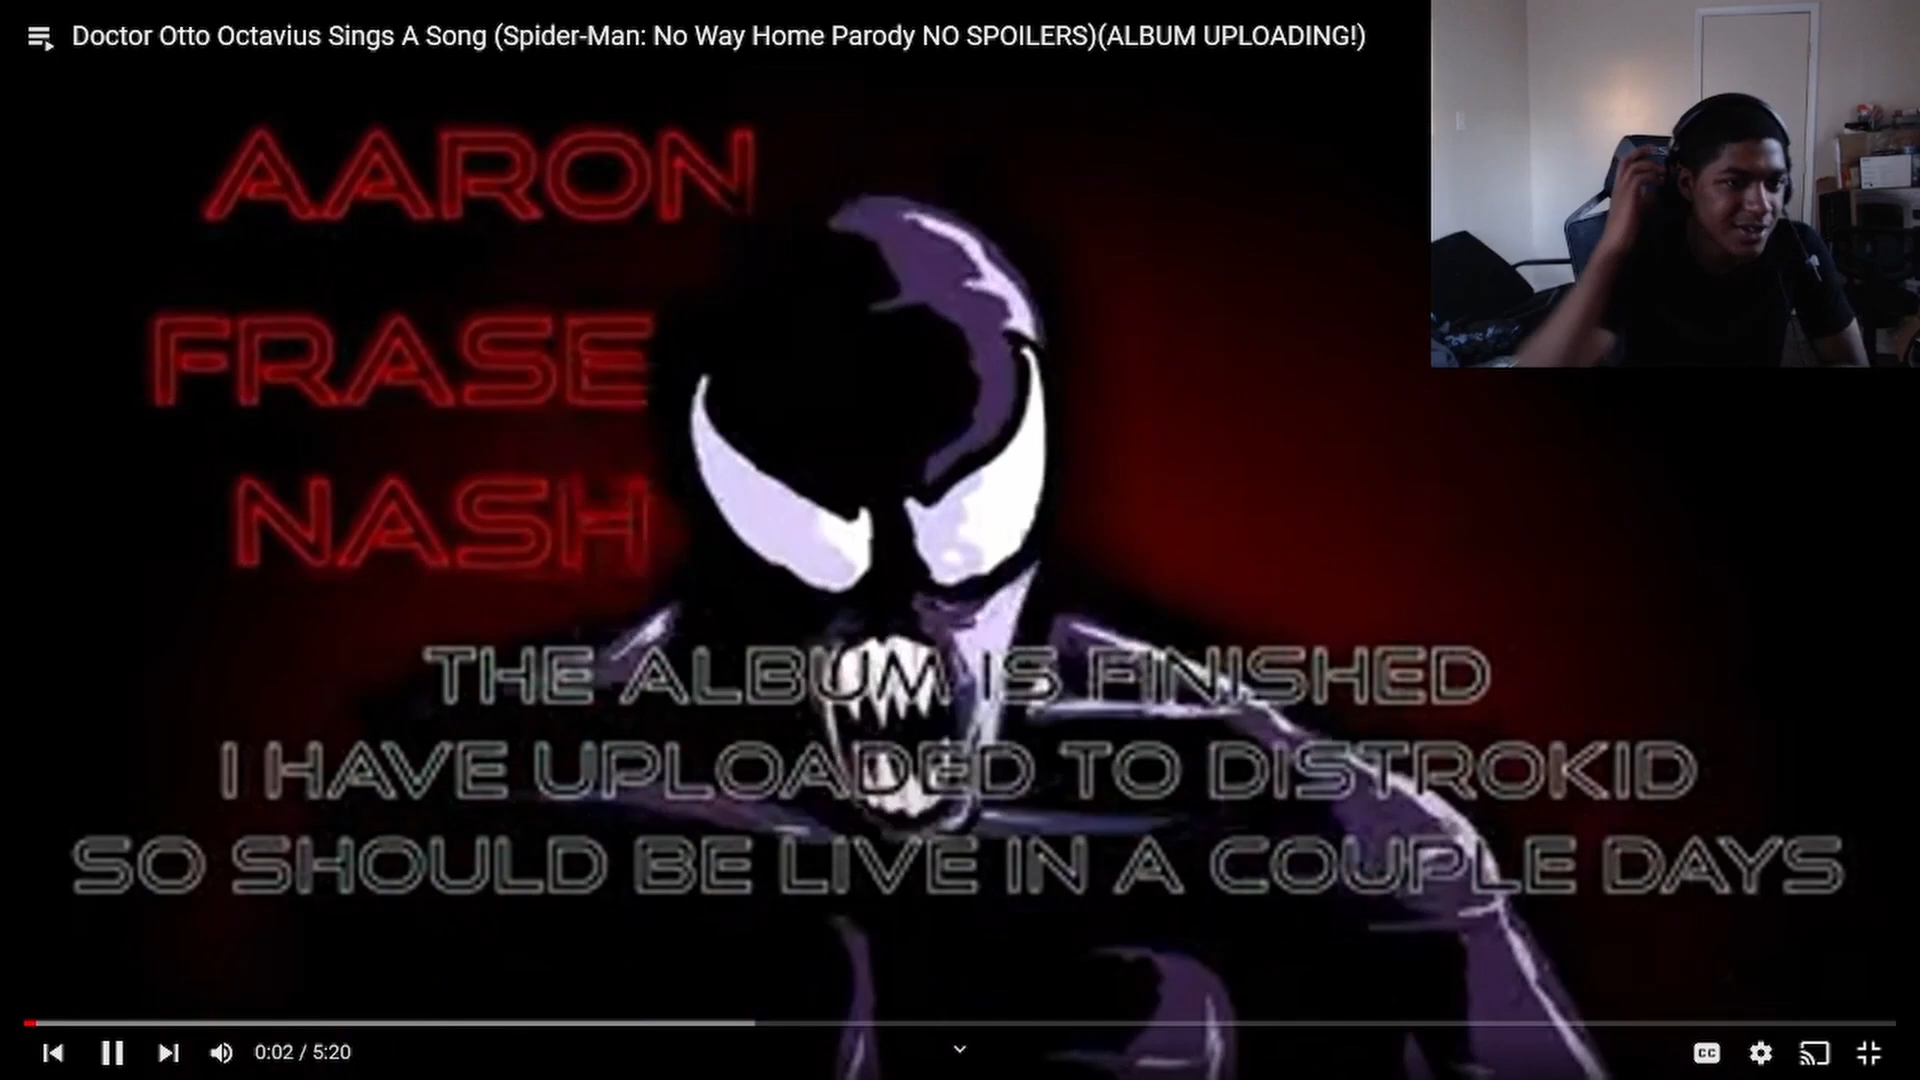 Doctor Otto Octavius Sings A Song (Spider-Man: No Way Home Parody NO SPOILERS)(ALBUM UPLOADING!)
AARON
FRASE
NASH
THE ALBUM IS FINISHED
I HAVE UPLOADED TO DISTROKID
SO SHOULD BE LIVE IN A COUPLE DAYS
0:02 / 5:20
CC